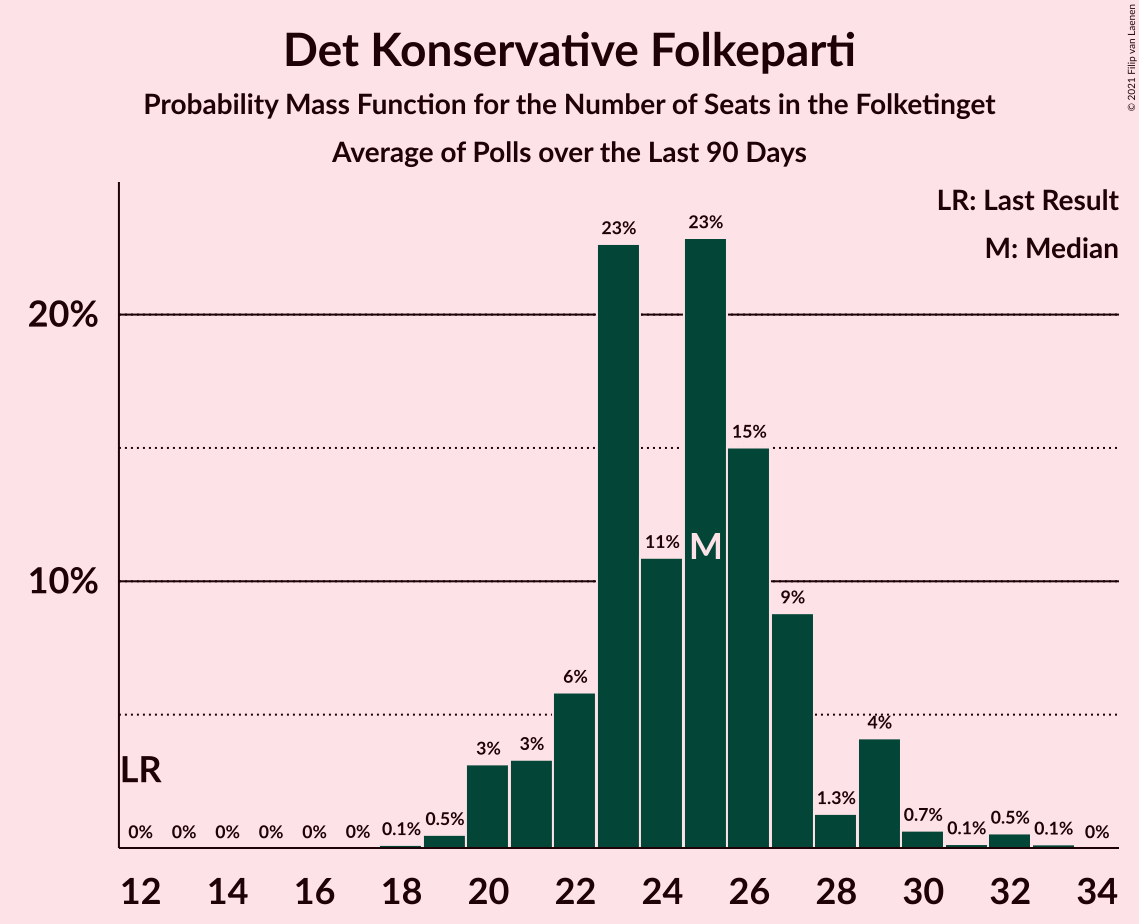 Det Konservative Folkeparti
Probability Mass Function for the Number of Seats in the Folketinget
Average of Polls over the Last 90 Days
© 2021 Filip van Laenen
LR: Last Result
M: Median
20%
10%
LR
M
0%
0%
0%
0%
0%
0%
0.1%
0.5%
3%
3%
6%
23%
11%
23%
15%
9%
1.3%
4%
0.7%
0.1%
0.5%
0.1%
0%
12 14 16 18 20 22 24 26 28 30 32 34